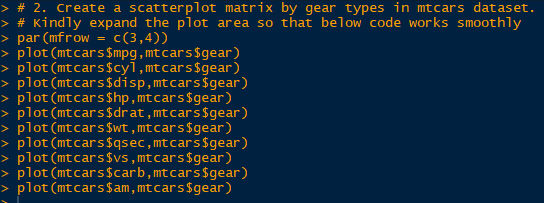 > # 2. Create a scatterplot matrix by gear types in mtcars dataset.
> # Kindly expand the plot area so that below code works smoothly
> par(mfrow = c(3,4))
> plot(mtcars$mpg,mtcars$gear)
> plot(mtcars$cyl,mtcars$gear)
> plot(mtcars$disp,mtcars$gear)
> plot(mtcars$hp,mtcars$gear)
> plot(mtcars$drat,mtcars$gear)
> plot(mtcars$wt,mtcars$gear)
> plot(mtcars$qsec,mtcars$gear)
> plot(mtcars$vs,mtcars$gear)
> plot(mtcars$carb,mtcars$gear)
> plot(mtcars$am,mtcars$gear)
>